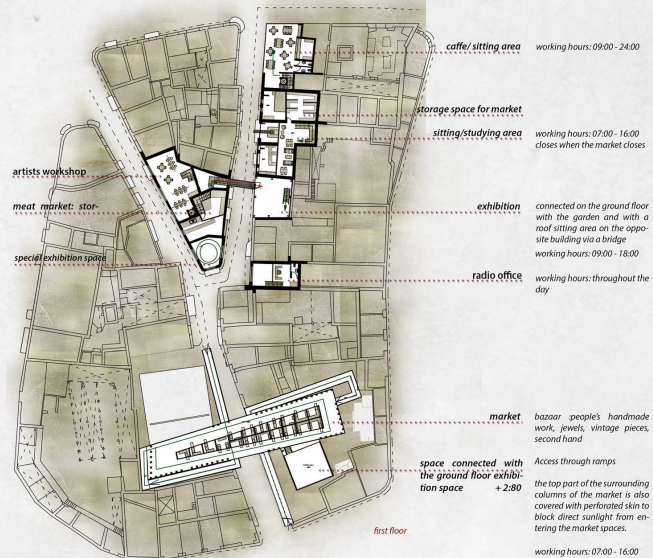 caffe/ sitting area
working hours: 09:00 - 24:00
storage space for market
sitting/studying area
working hours: 07:00 - 16:00
closes when the market closes
artists workshop
meat market: stor-
exhibition
connected on the ground floor
with the garden and with a
roof sitting area on the oppo-
site building via a bridge
working hours: 09:00 - 18:00
special exhibition space
radio office
working hours: throughout the
day
market
bazaar :people's handmade
work, jewels, vintage pieces,
second hand
Access through ramps
space connected with
the ground floor exhibi-
tion space + 2:80
the top part of the surrounding
columns of the market is also
covered with perforated skin to
block direct sunlight from en-
tering the market spaces.
first floor
working hours: 07:00 - 16:00